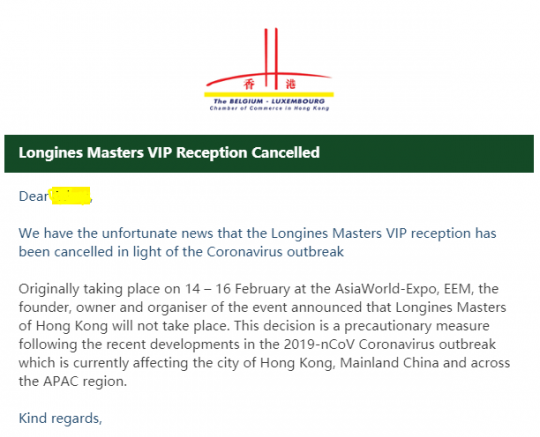 香 港
The BELGIUM - LUXEMBOURG
Chamber of Commerce in Hong Kong
Longines Masters VIP Reception Cancelled
Dear ,
We have the unfortunate news that the Longines Masters VIP reception has
been cancelled in light of the Coronavirus outbreak
Originally taking place on 14 – 16 February at the AsiaWorld-Expo, EEM, the
founder, owner and organiser of the event announced that Longines Masters
of Hong Kong will not take place. This decision is a precautionary measure
following the recent developments in the 2019-nCoV Coronavirus outbreak
which is currently affecting the city of Hong Kong, Mainland China and across
the APAC region.
Kind regards,